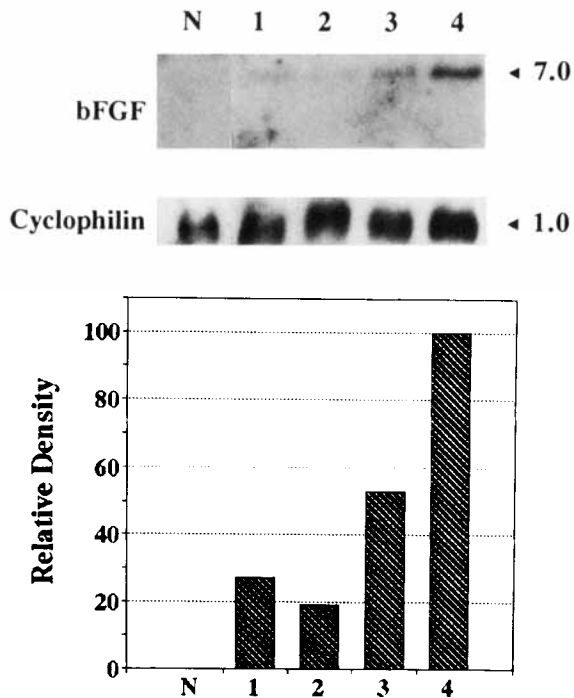 N 1 2 3 4
bFGF ◄ 7.0
Cyclophilin ◄ 1.0
Relative Density
100
80
60
40
20
0
N 1 2 3 4